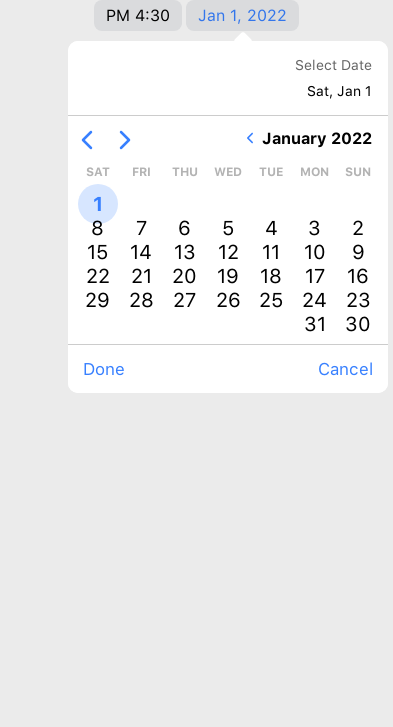 PM 4:30 Jan 1, 2022
Select Date
Sat, Jan 1
January 2022
SAT FRI THU WED TUE MON SUN
1
8 7 6 5 4 3 2
15 14 13 12 11 10 9
22 21 20 19 18 17 16
29 28 27 26 25 24 23
31 30
Done Cancel